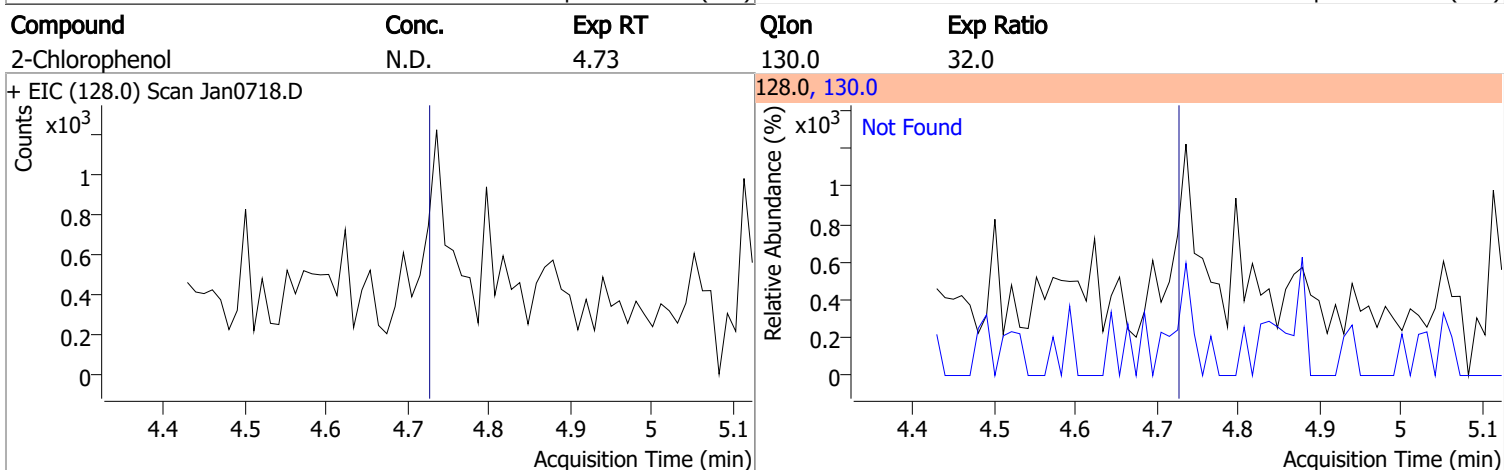 Compound Conc. Exp RT QIon Exp Ratio
2-Chlorophenol N.D. 4.73 130.0 32.0
+ EIC (128.0) Scan Jan0718.D
Counts
x10³
1
0.8
0.6
0.4
0.2
0
4.4 4.5 4.6 4.7 4.8 4.9 5 5.1
Acquisition Time (min)
128.0, 130.0
Relative Abundance (%)
x10³
Not Found
1
0.8
0.6
0.4
0.2
0
4.4 4.5 4.6 4.7 4.8 4.9 5 5.1
Acquisition Time (min)